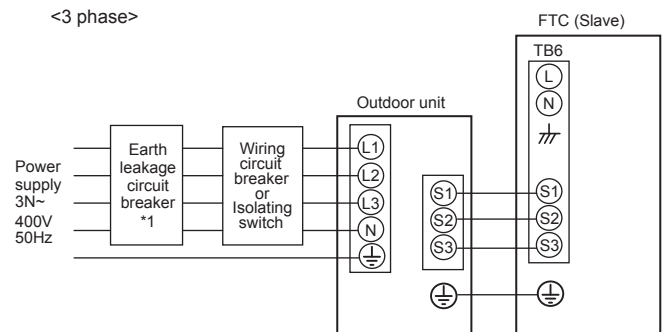 <3 phase>
FTC (Slave)
TB6
L
N
Outdoor unit
Power
supply
3N~
400V
50Hz
Earth
leakage
circuit
breaker
*1
Wiring
circuit
breaker
or
Isolating
switch
L1
L2
L3
N
S1
S2
S3
S1
S2
S3